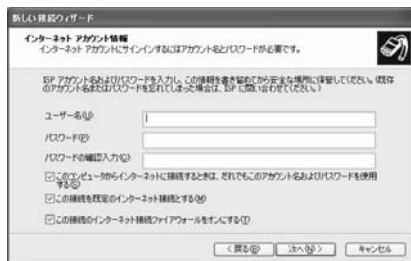 新しい接続ウィザード
インターネット アカウント情報
インターネット アカウントにサインインするにはアカウント名とパスワードが必要です。
ISP アカウント名およびパスワードを入力し、この情報を書き留めてから安全な場所に保管してください。(既存
のアカウント名またはパスワードを忘れてしまった場合は、ISP に問い合わせてください。)
ユーザー名(U):
パスワード(P):
パスワードの確認入力(C):
このコンピュータからインターネットに接続するときは、だれでもこのアカウント名およびパスワードを使用
する(S)
この接続を既定のインターネット接続とする(M)
この接続のインターネット接続ファイアウォールをオンにする(T)
< 戻る(B)
次へ(N) >
キャンセル